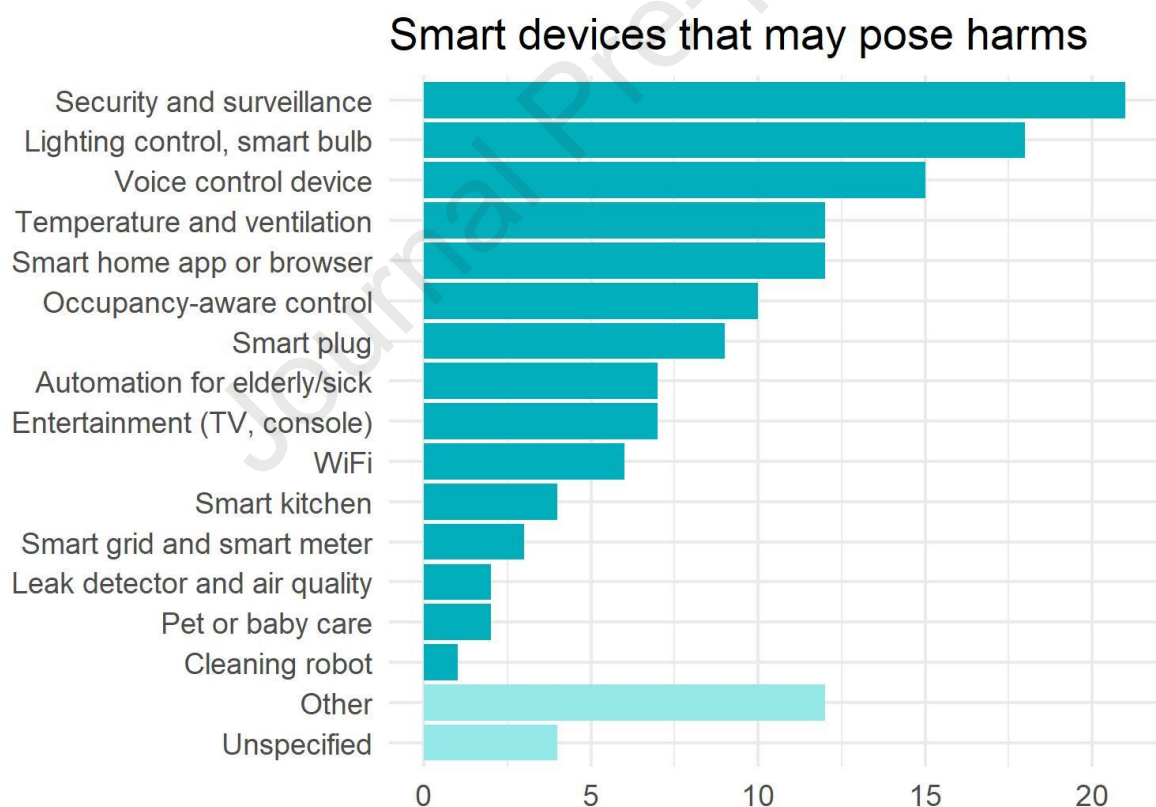 Smart devices that may pose harms
Journal Pre-
Security and surveillance
Lighting control, smart bulb
Voice control device
Temperature and ventilation
Smart home app or browser
Occupancy-aware control
Smart plug
Automation for elderly/sick
Entertainment (TV, console)
WiFi
Smart kitchen
Smart grid and smart meter
Leak detector and air quality
Pet or baby care
Cleaning robot
Other
Unspecified
0 5 10 15 20